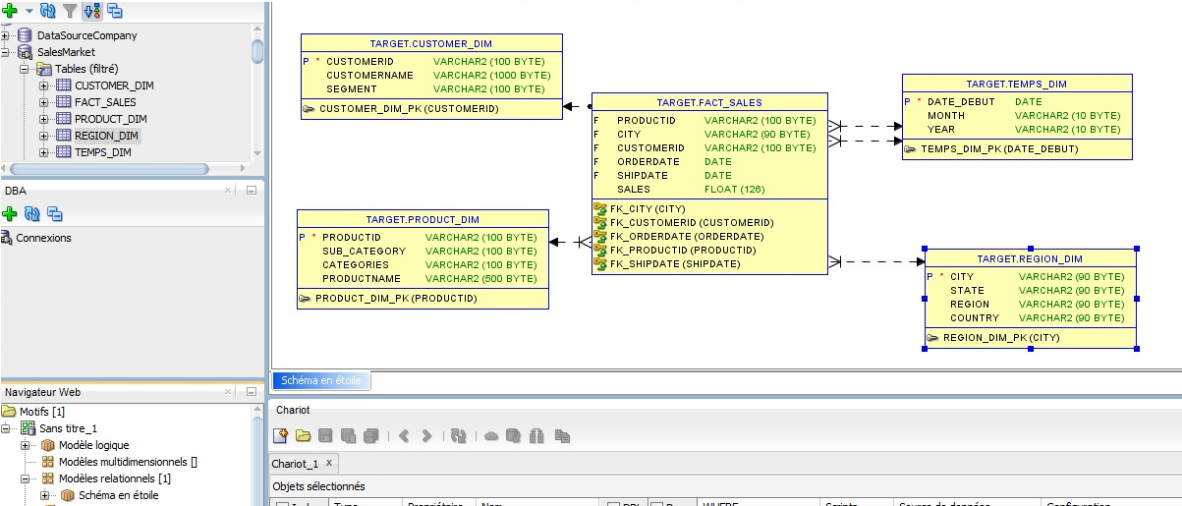 DataSourceCompany
SalesMarket
Tables (filtré)
CUSTOMER_DIM
FACT_SALES
PRODUCT_DIM
REGION_DIM
TEMPS_DIM
DBA
Connexions
Navigateur Web
Motifs [1]
Sans titre_1
Modèle logique
Modèles multidimensionnels []
Modèles relationnels [1]
Schéma en étoile
TARGET.CUSTOMER_DIM
P * CUSTOMERID VARCHAR2 (100 BYTE)
CUSTOMERNAME VARCHAR2 (1000 BYTE)
SEGMENT VARCHAR2 (100 BYTE)
CUSTOMER_DIM_PK (CUSTOMERID)
TARGET.FACT_SALES
F PRODUCTID VARCHAR2 (100 BYTE)
F CITY VARCHAR2 (90 BYTE)
F CUSTOMERID VARCHAR2 (100 BYTE)
F ORDERDATE DATE
F SHIPDATE DATE
SALES FLOAT (126)
FK_CITY (CITY)
FK_CUSTOMERID (CUSTOMERID)
FK_ORDERDATE (ORDERDATE)
FK_PRODUCTID (PRODUCTID)
FK_SHIPDATE (SHIPDATE)
TARGET.TEMPS_DIM
P * DATE_DEBUT DATE
MONTH VARCHAR2 (10 BYTE)
YEAR VARCHAR2 (10 BYTE)
TEMPS_DIM_PK (DATE_DEBUT)
TARGET.PRODUCT_DIM
P * PRODUCTID VARCHAR2 (100 BYTE)
SUB_CATEGORY VARCHAR2 (100 BYTE)
CATEGORIES VARCHAR2 (100 BYTE)
PRODUCTNAME VARCHAR2 (500 BYTE)
PRODUCT_DIM_PK (PRODUCTID)
TARGET.REGION_DIM
P * CITY VARCHAR2 (90 BYTE)
STATE VARCHAR2 (90 BYTE)
REGION VARCHAR2 (90 BYTE)
COUNTRY VARCHAR2 (90 BYTE)
REGION_DIM_PK (CITY)
Schéma en étoile
Chariot
Chariot_1 x
Objets sélectionnés
Type Propriétaire Nom DDL WHERE Scripts Source de données Configuration